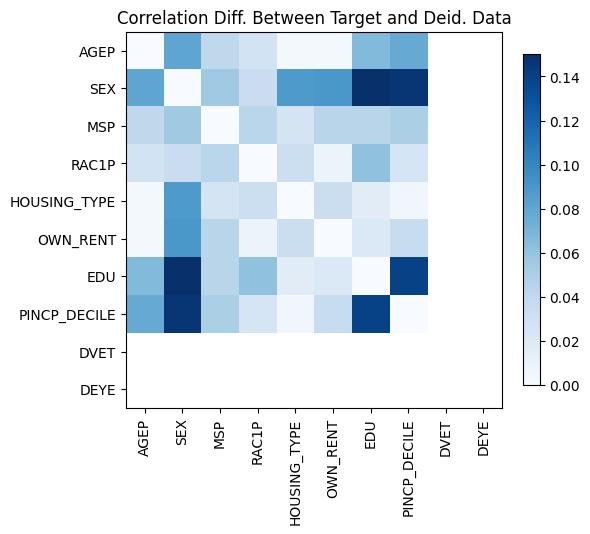 Correlation Diff. Between Target and Deid. Data
AGEP
SEX
MSP
RAC1P
HOUSING_TYPE
OWN_RENT
EDU
PINCP_DECILE
DVET
DEYE
0.14
0.12
0.10
0.08
0.06
0.04
0.02
0.00
AGEP
SEX
MSP
RAC1P
HOUSING_TYPE
OWN_RENT
EDU
PINCP_DECILE
DVET
DEYE